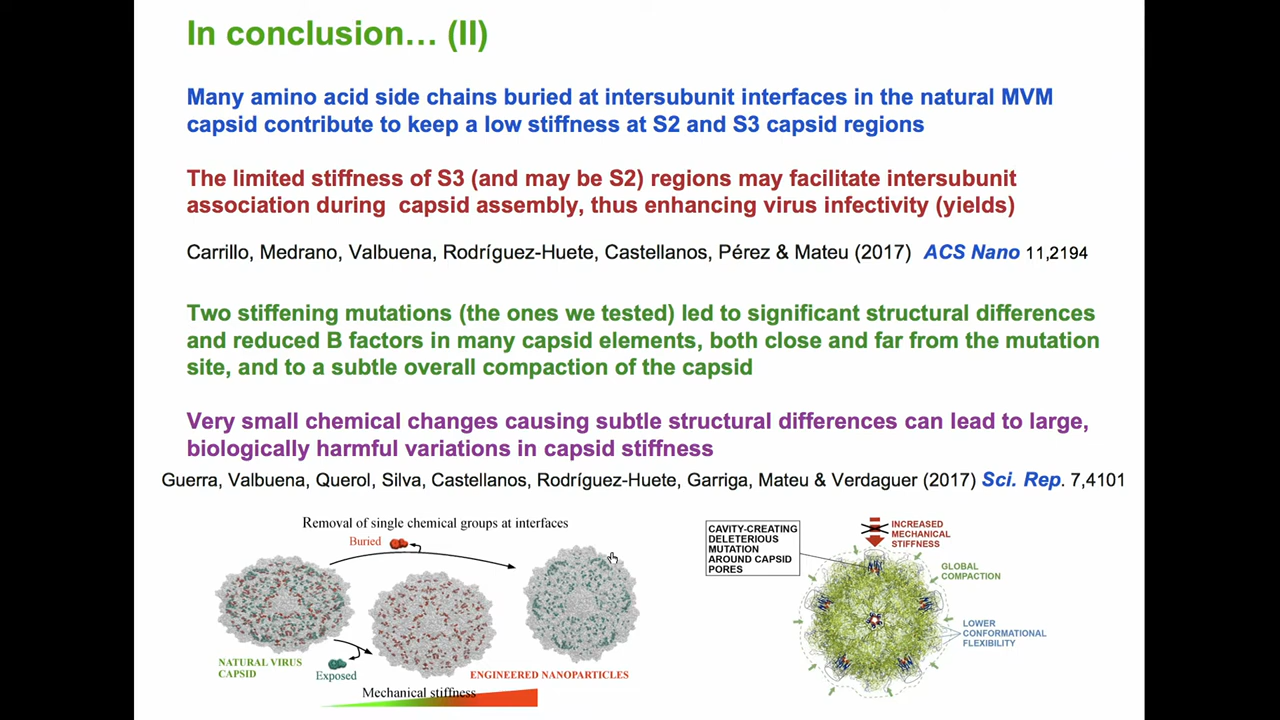 In conclusion… (II)
Many amino acid side chains buried at intersubunit interfaces in the natural MVM
capsid contribute to keep a low stiffness at S2 and S3 capsid regions
The limited stiffness of S3 (and may be S2) regions may facilitate intersubunit
association during capsid assembly, thus enhancing virus infectivity (yields)
Carrillo, Medrano, Valbuena, Rodríguez-Huete, Castellanos, Pérez & Mateu (2017) ACS Nano 11,2194
Two stiffening mutations (the ones we tested) led to significant structural differences
and reduced B factors in many capsid elements, both close and far from the mutation
site, and to a subtle overall compaction of the capsid
Very small chemical changes causing subtle structural differences can lead to large,
biologically harmful variations in capsid stiffness
Guerra, Valbuena, Querol, Silva, Castellanos, Rodríguez-Huete, Garriga, Mateu & Verdaguer (2017) Sci. Rep. 7,4101
Removal of single chemical groups at interfaces
Buried
NATURAL VIRUS
CAPSID
Exposed
ENGINEERED NANOPARTICLES
Mechanical stiffness
CAVITY-CREATING
DELETERIOUS
MUTATION
AROUND CAPSID
PORES
INCREASED
MECHANICAL
STIFFNESS
GLOBAL
COMPACTION
LOWER
CONFORMATIONAL
FLEXIBILITY